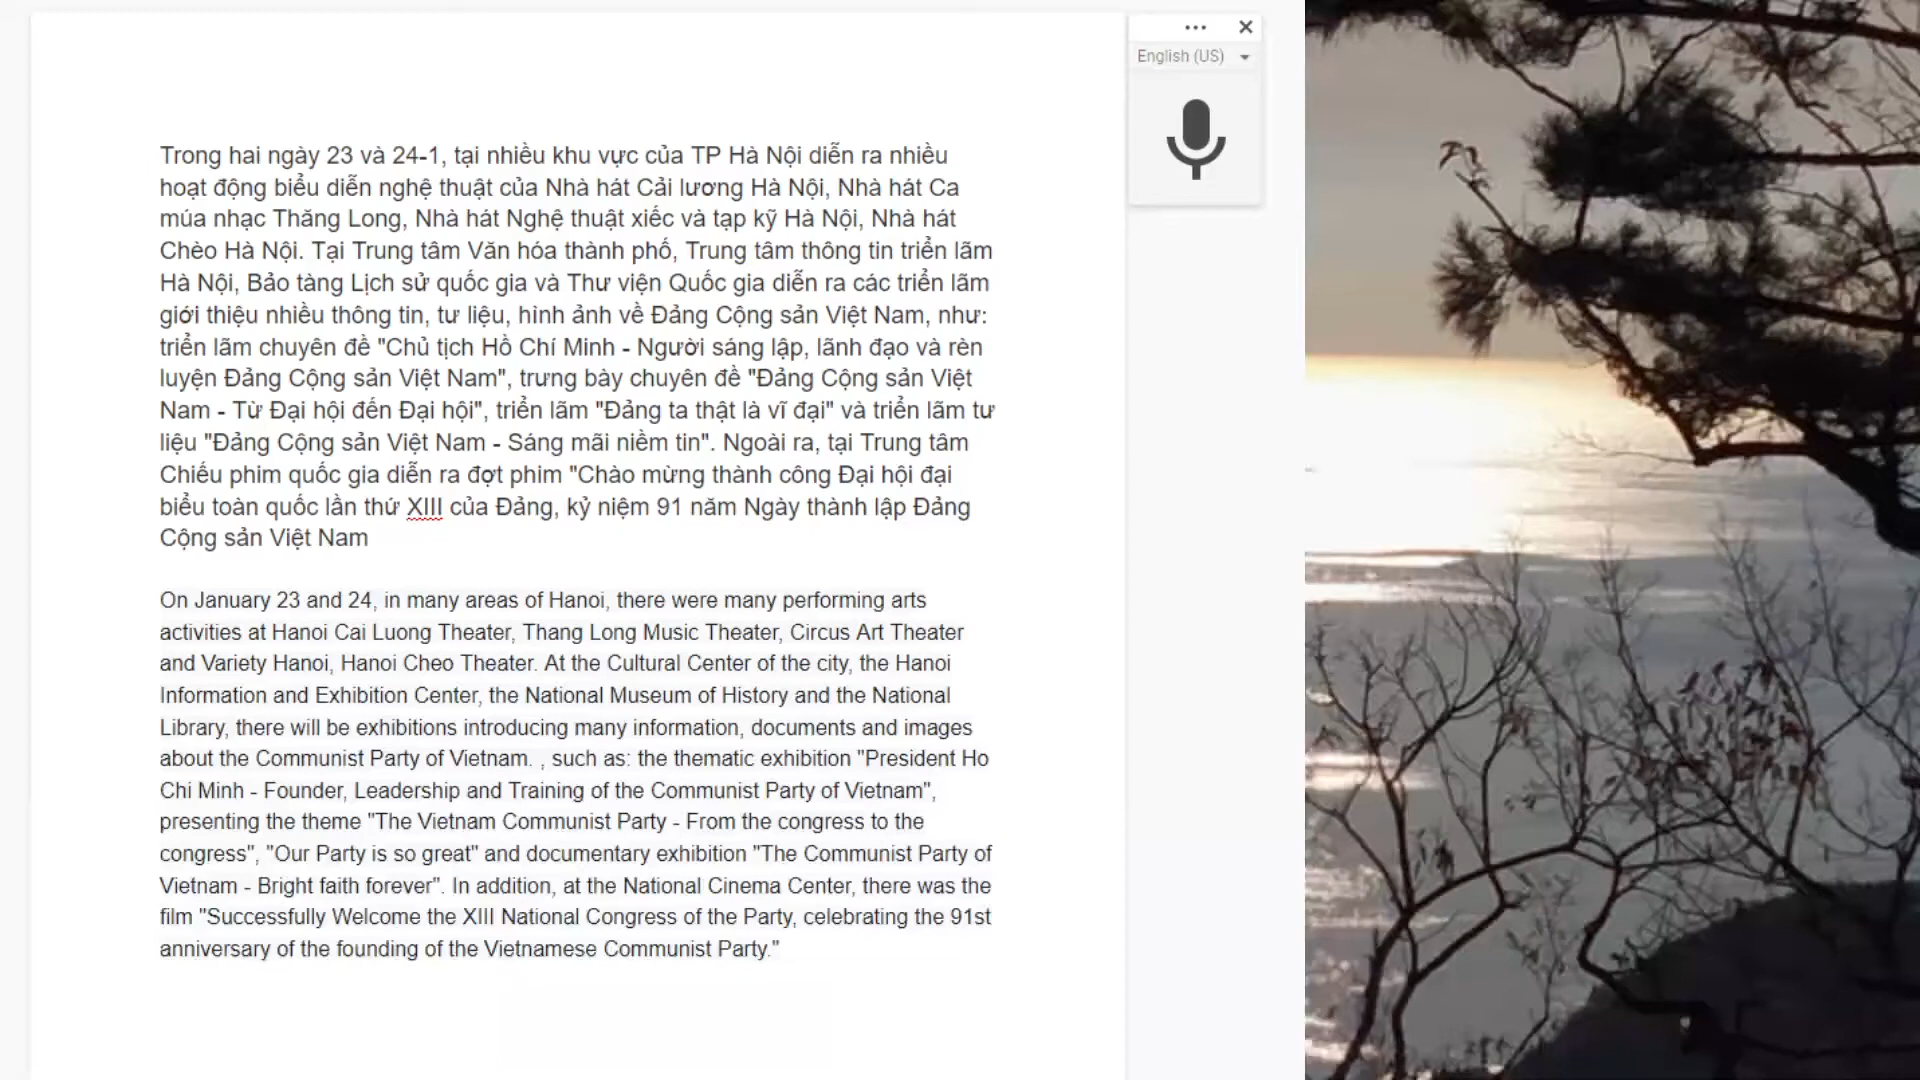 English (US)
Trong hai ngày 23 và 24-1, tại nhiều khu vực của TP Hà Nội diễn ra nhiều
hoạt động biểu diễn nghệ thuật của Nhà hát Cải lương Hà Nội, Nhà hát Ca
múa nhạc Thăng Long, Nhà hát Nghệ thuật xiếc và tạp kỹ Hà Nội, Nhà hát
Chèo Hà Nội. Tại Trung tâm Văn hóa thành phố, Trung tâm thông tin triển lãm
Hà Nội, Bảo tàng Lịch sử quốc gia và Thư viện Quốc gia diễn ra các triển lãm
giới thiệu nhiều thông tin, tư liệu, hình ảnh về Đảng Cộng sản Việt Nam, như:
triển lãm chuyên đề "Chủ tịch Hồ Chí Minh - Người sáng lập, lãnh đạo và rèn
luyện Đảng Cộng sản Việt Nam", trưng bày chuyên đề "Đảng Cộng sản Việt
Nam - Từ Đại hội đến Đại hội", triển lãm "Đảng ta thật là vĩ đại" và triển lãm tư
liệu "Đảng Cộng sản Việt Nam - Sáng mãi niềm tin". Ngoài ra, tại Trung tâm
Chiếu phim quốc gia diễn ra đợt phim "Chào mừng thành công Đại hội đại
biểu toàn quốc lần thứ XIII của Đảng, kỷ niệm 91 năm Ngày thành lập Đảng
Cộng sản Việt Nam
On January 23 and 24, in many areas of Hanoi, there were many performing arts
activities at Hanoi Cai Luong Theater, Thang Long Music Theater, Circus Art Theater
and Variety Hanoi, Hanoi Cheo Theater. At the Cultural Center of the city, the Hanoi
Information and Exhibition Center, the National Museum of History and the National
Library, there will be exhibitions introducing many information, documents and images
about the Communist Party of Vietnam. , such as: the thematic exhibition "President Ho
Chi Minh - Founder, Leadership and Training of the Communist Party of Vietnam",
presenting the theme "The Vietnam Communist Party - From the congress to the
congress", "Our Party is so great" and documentary exhibition "The Communist Party of
Vietnam - Bright faith forever". In addition, at the National Cinema Center, there was the
film "Successfully Welcome the XIII National Congress of the Party, celebrating the 91st
anniversary of the founding of the Vietnamese Communist Party."